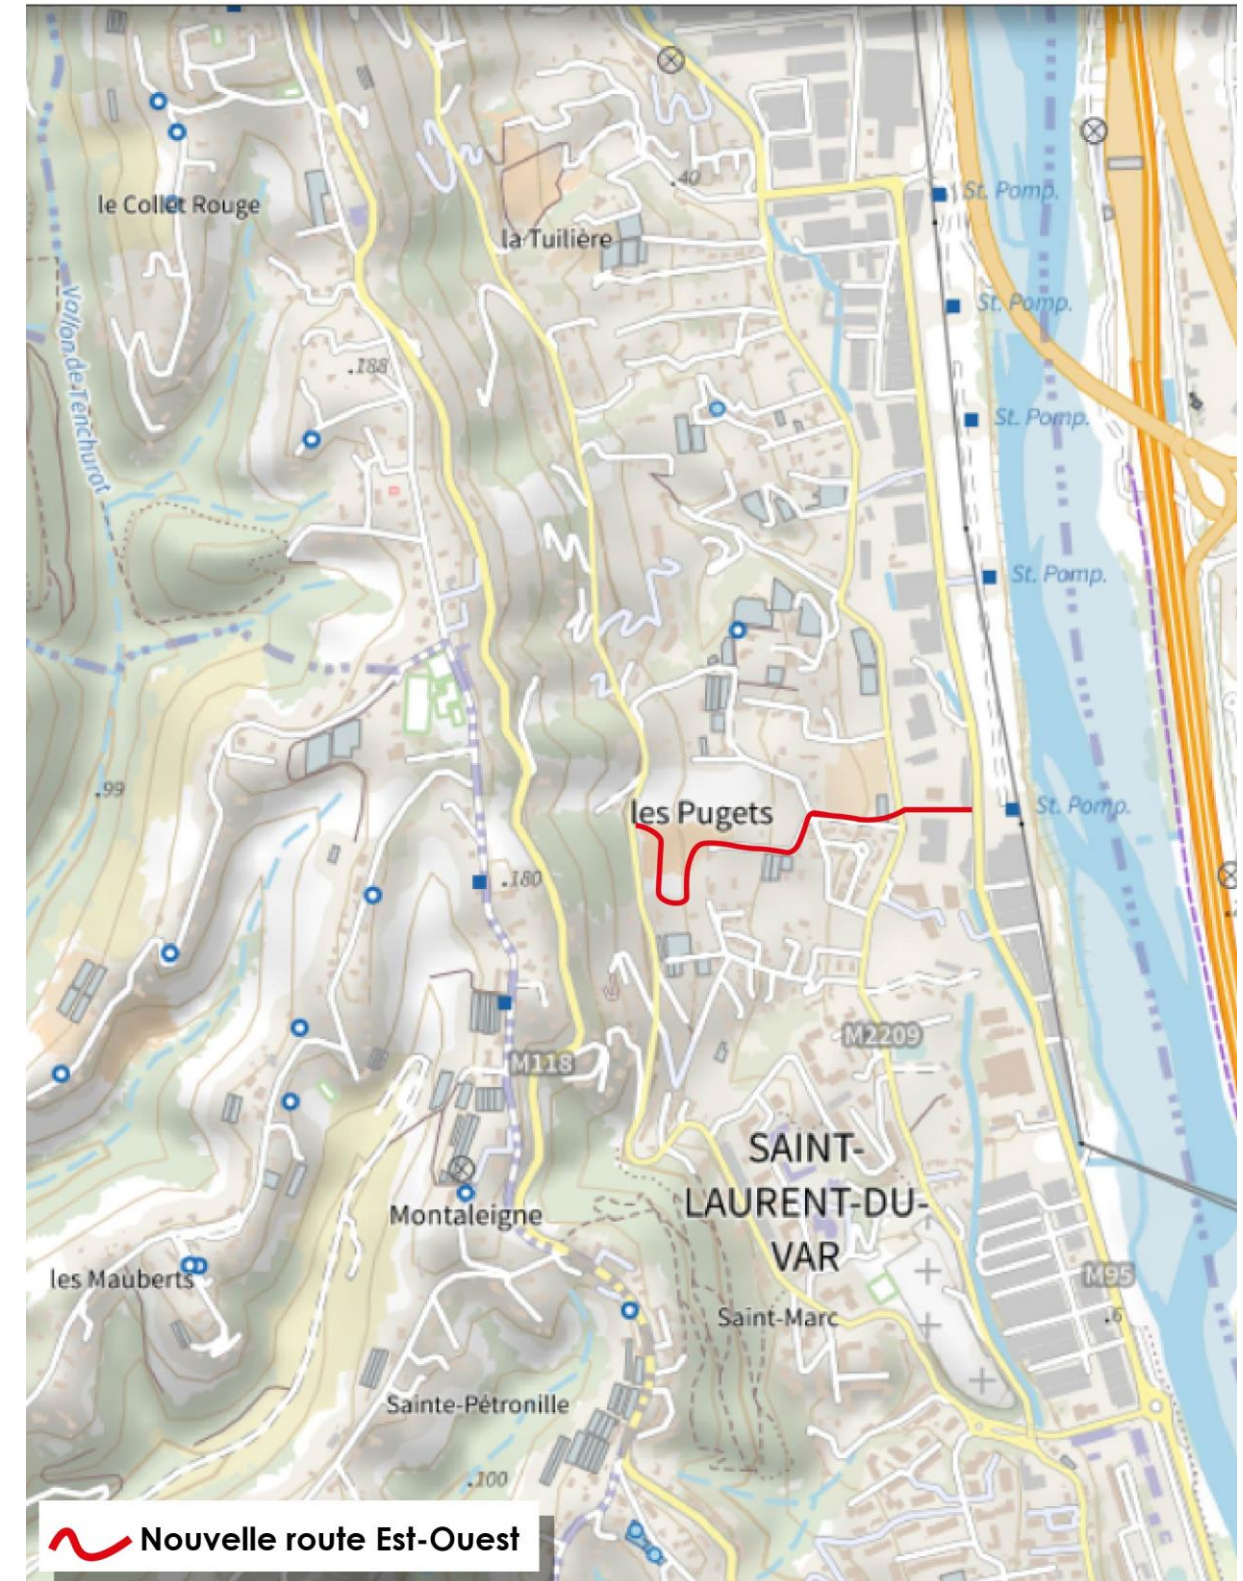 .40
St. Pomp.
le Collet Rouge
la Tuilière
Vallon de Tenchurat
St. Pomp.
.188
St. Pomp.
St. Pomp.
.99
les Pugets
St. Pomp.
.180
M2209
M118
SAINT-
LAURENT-DU-
VAR
Montaleigne
les Mauberts
M95
Saint-Marc
.6
Sainte-Pétronille
.100
Nouvelle route Est-Ouest